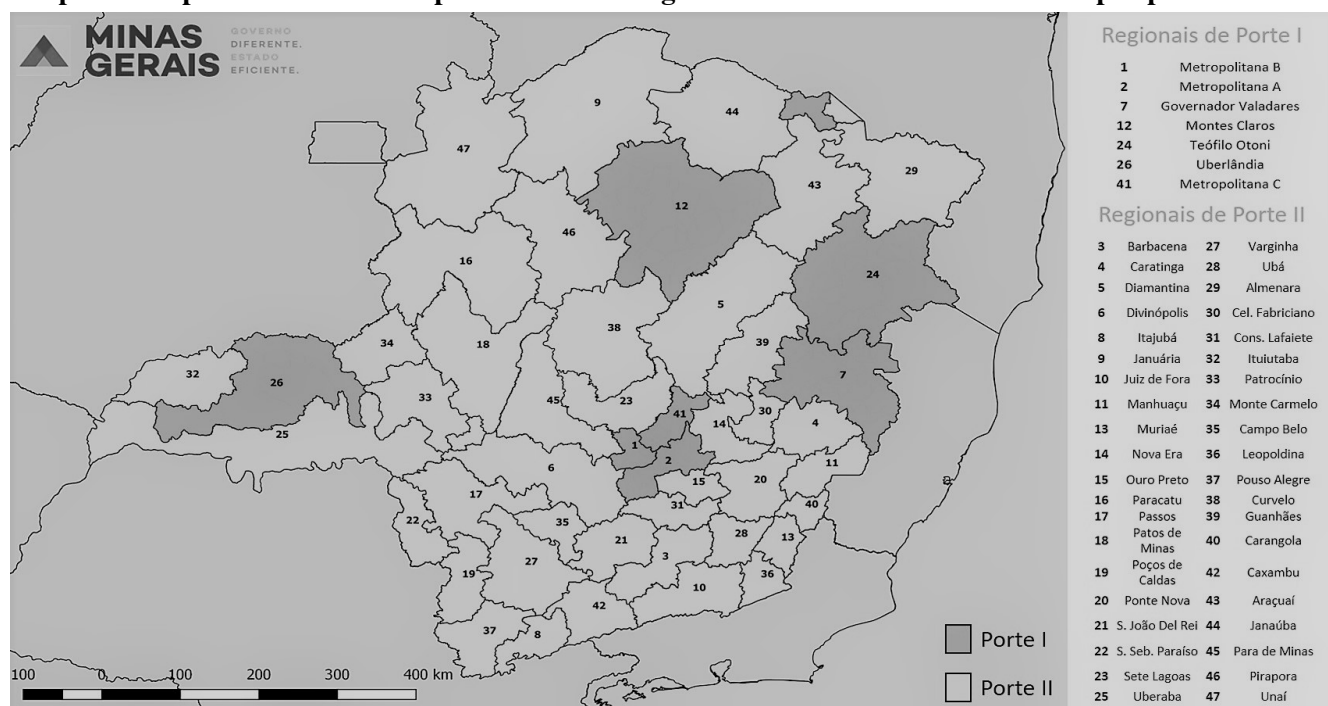 MINAS GERAIS
GOVERNO
DIFERENTE.
ESTADO
EFICIENTE.
9
44
47
12
43
29
46
16
24
5
38
39
34
18
7
32
26
33
45
23
41
14
30
4
25
1
2
6
11
15
20
17
31
40
22
35
21
28
13
3
27
19
10
36
42
37
8
100 0 100 200 300 400 km
Porte I
Porte II
Regionais de Porte I
1 Metropolitana B
2 Metropolitana A
7 Governador Valadares
12 Montes Claros
24 Teófilo Otoni
26 Uberlândia
41 Metropolitana C
Regionais de Porte II
3 Barbacena 27 Varginha
4 Caratinga 28 Ubá
5 Diamantina 29 Almenara
6 Divinópolis 30 Cel. Fabriciano
8 Itajubá 31 Cons. Lafaiete
9 Januária 32 Ituiutaba
10 Juiz de Fora 33 Patrocínio
11 Manhuaçu 34 Monte Carmelo
13 Muriaé 35 Campo Belo
14 Nova Era 36 Leopoldina
15 Ouro Preto 37 Pouso Alegre
16 Paracatu 38 Curvelo
17 Passos 39 Guanhães
18 Patos de Minas 40 Carangola
19 Poços de Caldas 42 Caxambu
20 Ponte Nova 43 Araçuaí
21 S. João Del Rei 44 Janaúba
22 S. Seb. Paraíso 45 Para de Minas
23 Sete Lagoas 46 Pirapora
25 Uberaba 47 Unaí